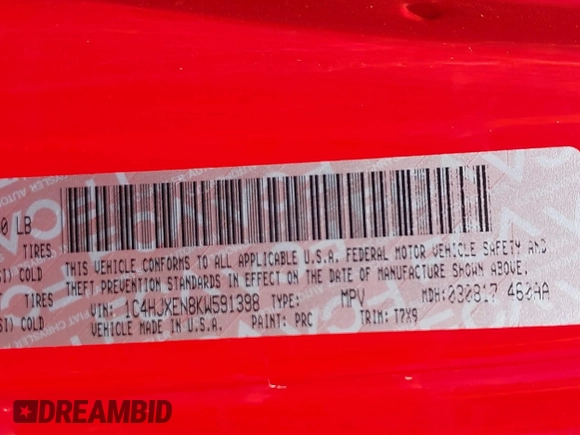 0 LB
TIRES
SI) COLD
TIRES
SI) COLD
THIS VEHICLE CONFORMS TO ALL APPLICABLE U.S.A. FEDERAL MOTOR VEHICLE SAFETY AND
THEFT PREVENTION STANDARDS IN EFFECT ON THE DATE OF MANUFACTURE SHOWN ABOVE.
VIN: 1C4HJXEN8KW591398 TYPE: MPV MDH: 030817 460AA
MADE IN U.S.A. PAINT: PRC TRIM: T7X9
DREAMBID